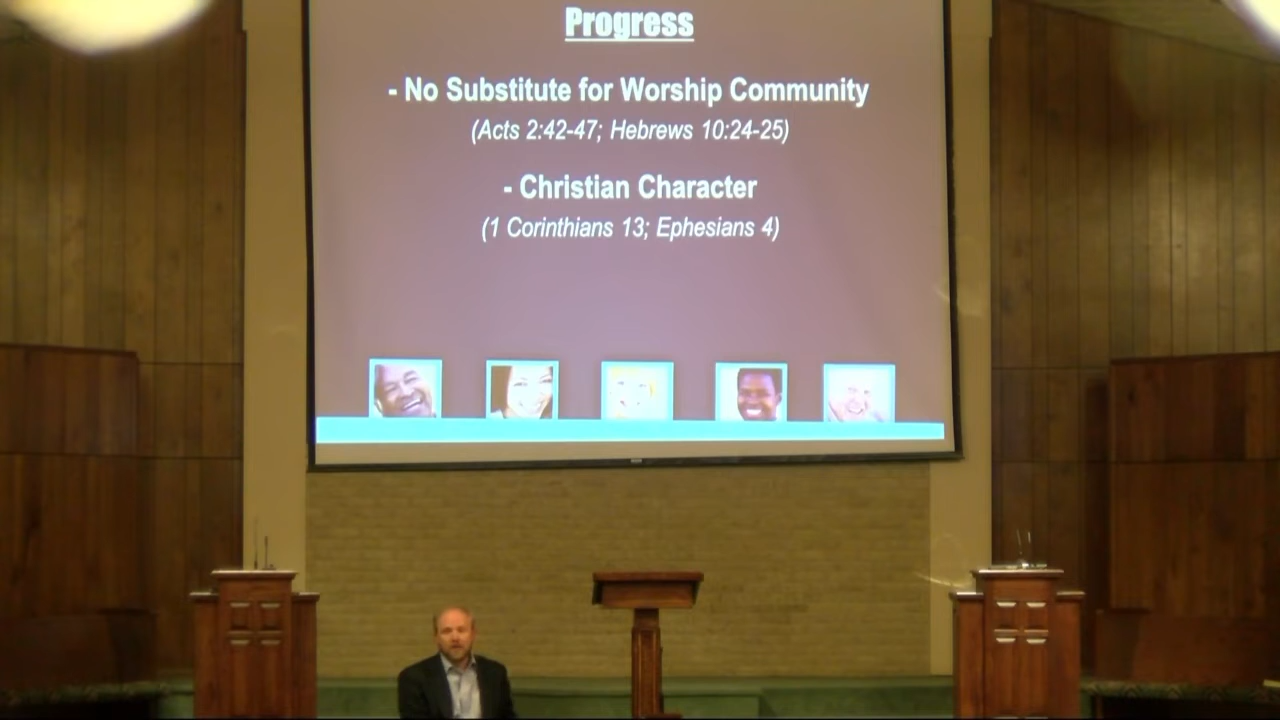 Progress
- No Substitute for Worship Community
(Acts 2:42-47; Hebrews 10:24-25)
- Christian Character
(1 Corinthians 13; Ephesians 4)